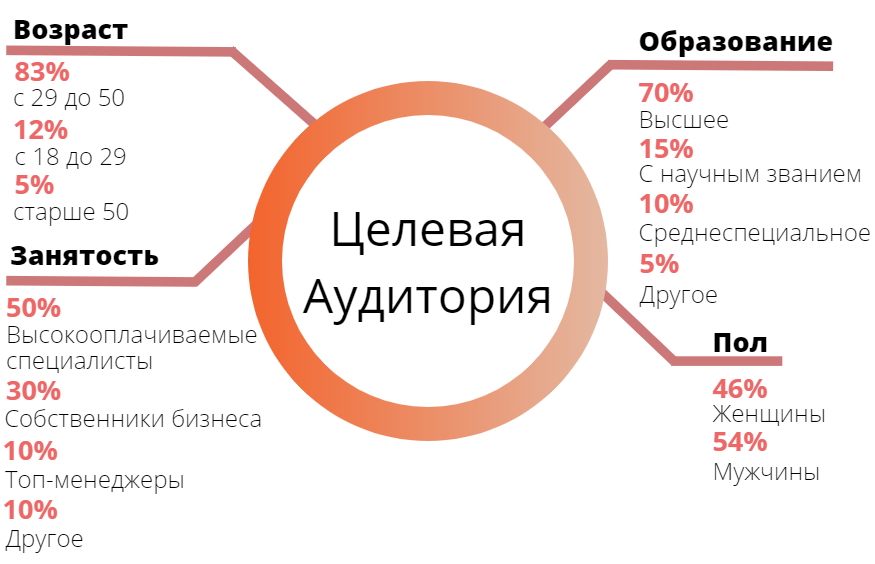 Возраст
83%
с 29 до 50
12%
с 18 до 29
5%
старше 50
Занятость
50%
Высокооплачиваемые
специалисты
30%
Собственники бизнеса
10%
Топ-менеджеры
10%
Другое
Целевая
Аудитория
Образование
70%
Высшее
15%
С научным званием
10%
Среднеспециальное
5%
Другое
Пол
46%
Женщины
54%
Мужчины